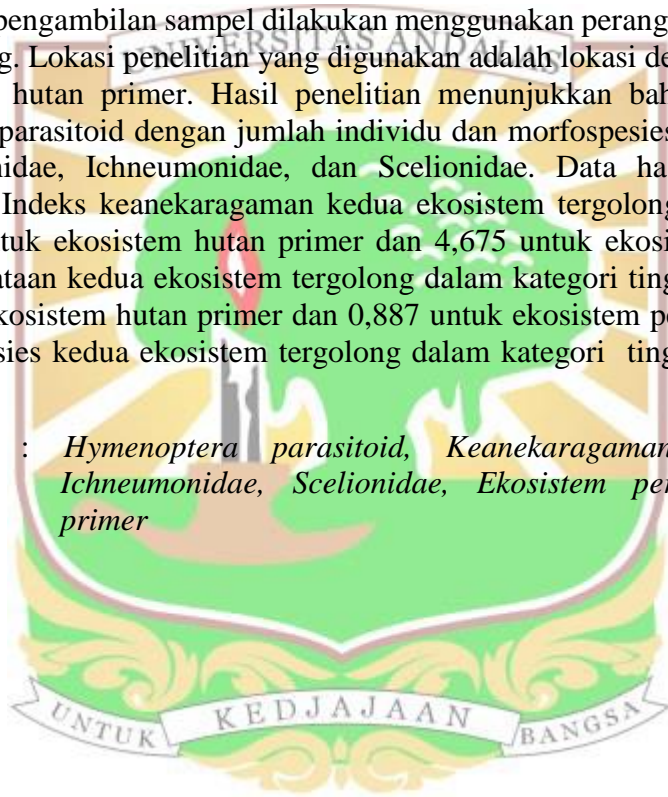 pengambilan sampel dilakukan menggunakan perang
g. Lokasi penelitian yang digunakan adalah lokasi de
hutan primer. Hasil penelitian menunjukkan bah
parasitoid dengan jumlah individu dan morfospesies
nidae, Ichneumonidae, dan Scelionidae. Data ha
Indeks keanekaragaman kedua ekosistem tergolong
tuk ekosistem hutan primer dan 4,675 untuk ekosi
ataan kedua ekosistem tergolong dalam kategori ting
kosistem hutan primer dan 0,887 untuk ekosistem pe
sies kedua ekosistem tergolong dalam kategori ting
: Hymenoptera parasitoid, Keanekaragaman
Ichneumonidae, Scelionidae, Ekosistem per
primer
UNIVERSITAS ANDALAS
UNTUK KEDJAJAAN BANGSA